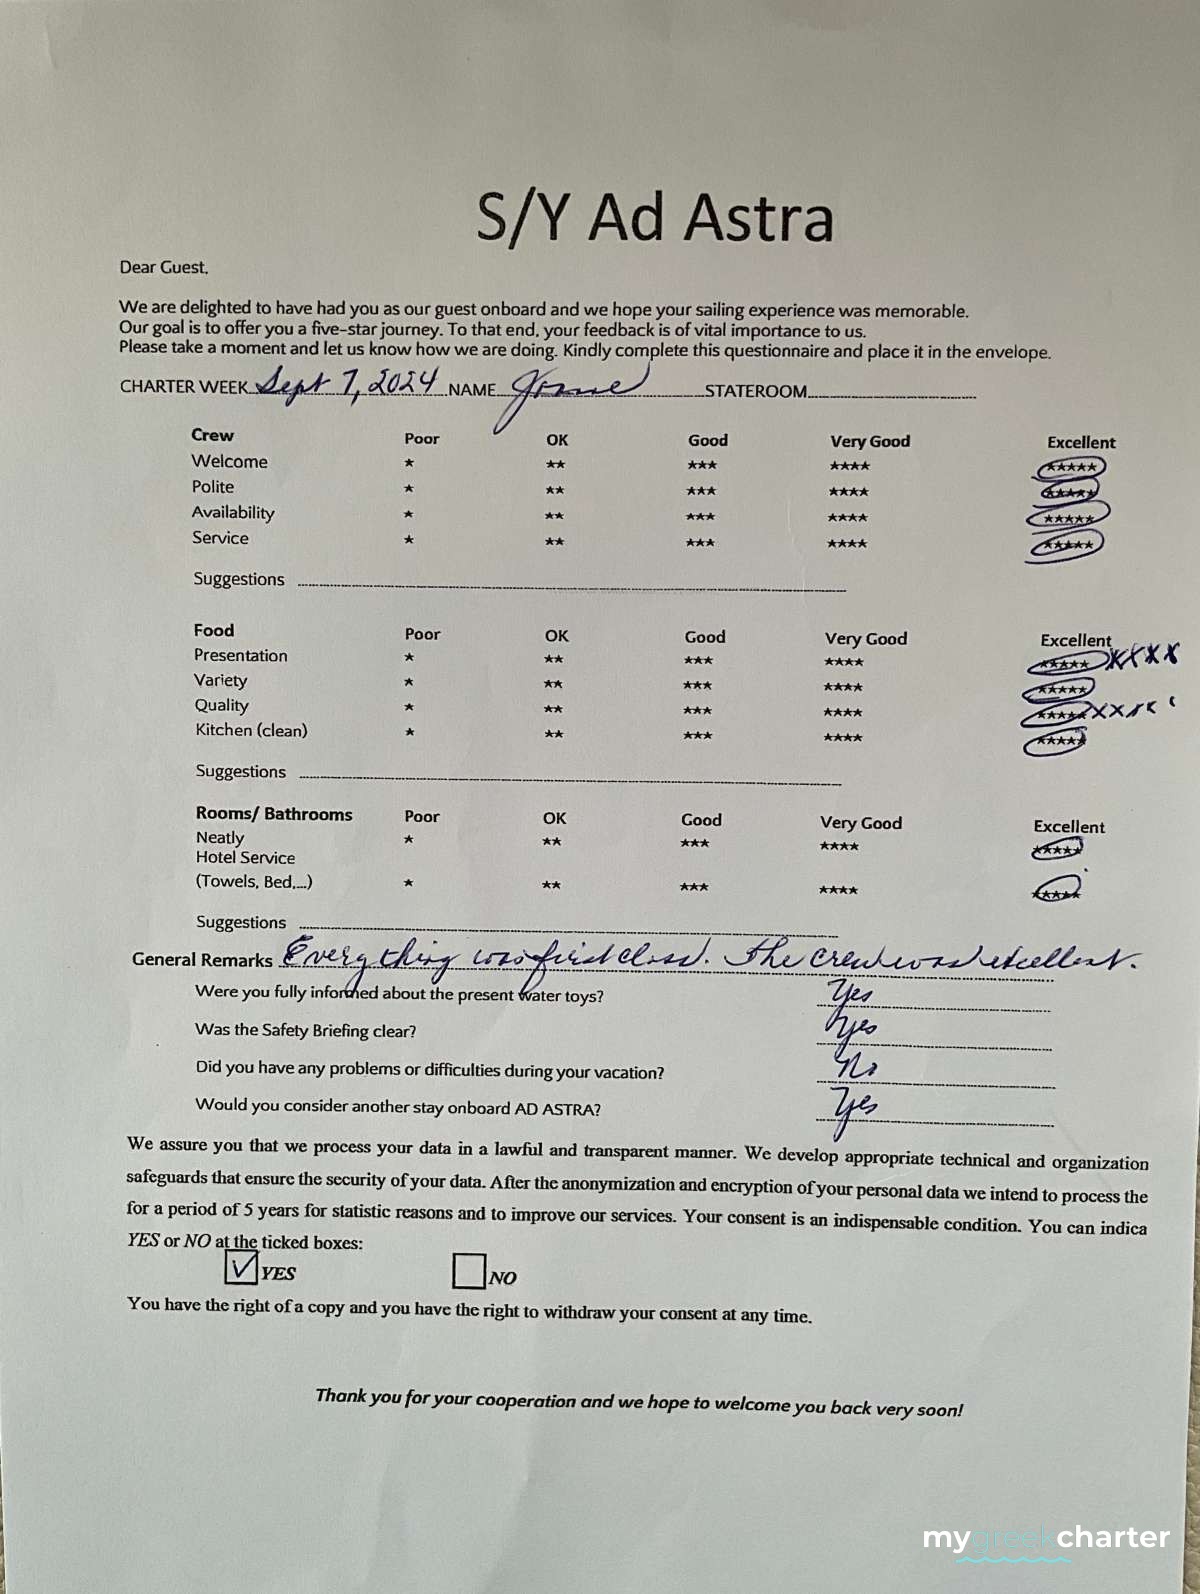 S/Y Ad Astra
Dear Guest,
We are delighted to have had you as our guest onboard and we hope your sailing experience was memorable.
Our goal is to offer you a five-star journey. To that end, your feedback is of vital importance to us.
Please take a moment and let us know how we are doing. Kindly complete this questionnaire and place it in the envelope.
CHARTER WEEK Sept 7, 2024 NAME STATEROOM
Crew Poor OK Good Very Good Excellent
Welcome ★ ★★ ★★★ ★★★★ ★★★★★
Polite ★ ★★ ★★★ ★★★★ ★★★★★
Availability ★ ★★ ★★★ ★★★★ ★★★★★
Service ★ ★★ ★★★ ★★★★ ★★★★★
Suggestions
Food Poor OK Good Very Good Excellent
Presentation ★ ★★ ★★★ ★★★★ ★★★★★ XXXX
Variety ★ ★★ ★★★ ★★★★ ★★★★★
Quality ★ ★★ ★★★ ★★★★ ★★★★★
Kitchen (clean) ★ ★★ ★★★ ★★★★ ★★★★★
Suggestions
Rooms/ Bathrooms Poor OK Good Very Good Excellent
Neatly ★ ★★ ★★★ ★★★★ ★★★★★
Hotel Service
(Towels, Bed,...) ★ ★★ ★★★ ★★★★ ★★★★★
Suggestions
General Remarks Everything was first class. The crew was excellent.
Were you fully informed about the present water toys? Yes
Was the Safety Briefing clear? Yes
Did you have any problems or difficulties during your vacation? No
Would you consider another stay onboard AD ASTRA? Yes
We assure you that we process your data in a lawful and transparent manner. We develop appropriate technical and organization
safeguards that ensure the security of your data. After the anonymization and encryption of your personal data we intend to process the
for a period of 5 years for statistic reasons and to improve our services. Your consent is an indispensable condition. You can indica
YES or NO at the ticked boxes:
YES NO
You have the right of a copy and you have the right to withdraw your consent at any time.
Thank you for your cooperation and we hope to welcome you back very soon!
mygreekcharter